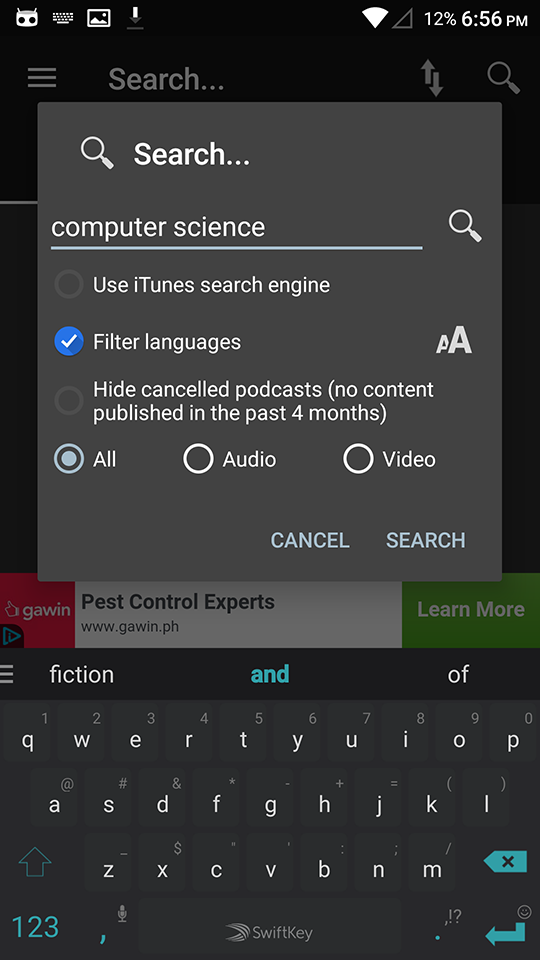 12% 6:56 PM
Search...
Search...
computer science
Use iTunes search engine
Filter languages
AA
Hide cancelled podcasts (no content
published in the past 4 months)
All Audio Video
CANCEL SEARCH
gawin
Pest Control Experts
www.gawin.ph
Learn More
fiction and of
1 2 3 4 5 6 7 8 9 0
q w e r t y u i o p
@ # & * - + = ( )
a s d f g h j k l
_ $ " ' : ; /
z x c v b n m
123 , SwiftKey . ,!?